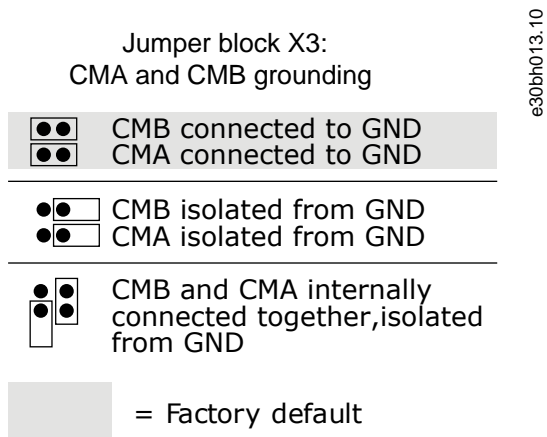 Jumper block X3:
CMA and CMB grounding
e30bh013.10
CMB connected to GND
CMA connected to GND
CMB isolated from GND
CMA isolated from GND
CMB and CMA internally
connected together,isolated
from GND
= Factory default